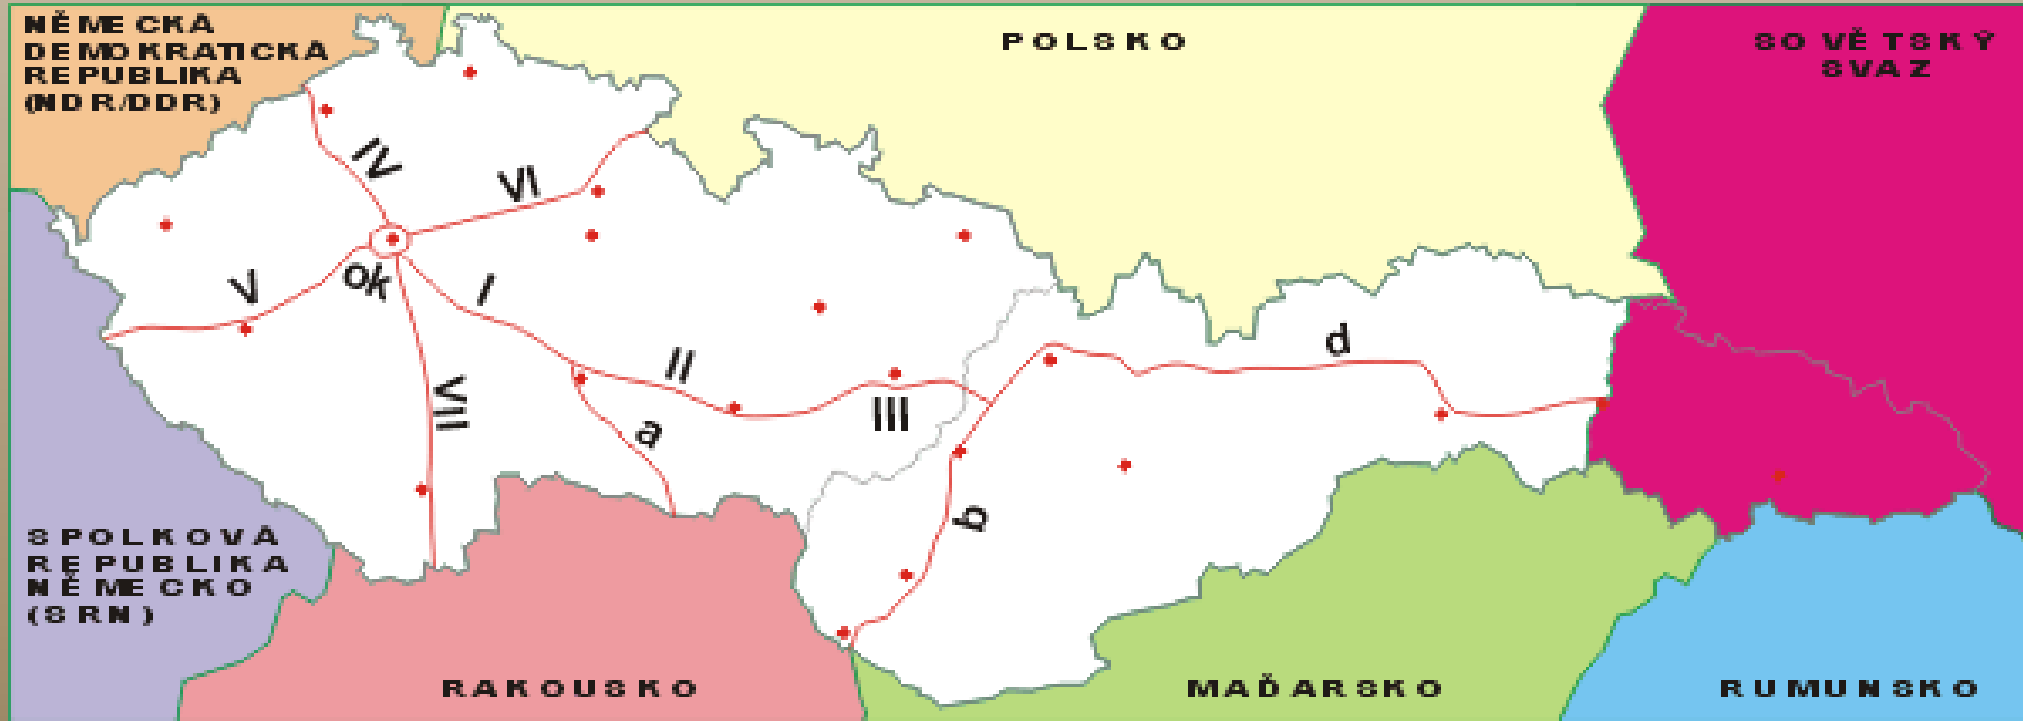 NĚMECKÁ
DEMOKRATICKÁ
REPUBLIKA
(NDR/DDR)
POLSKO
SOVĚTSKÝ
SVAZ
IV
VI
V
ok
I
II
d
VII
III
a
b
SPOLKOVÁ
REPUBLIKA
NĚMECKO
(SRN)
RAKOUSKO
MAĎARSKO
RUMUNSKO